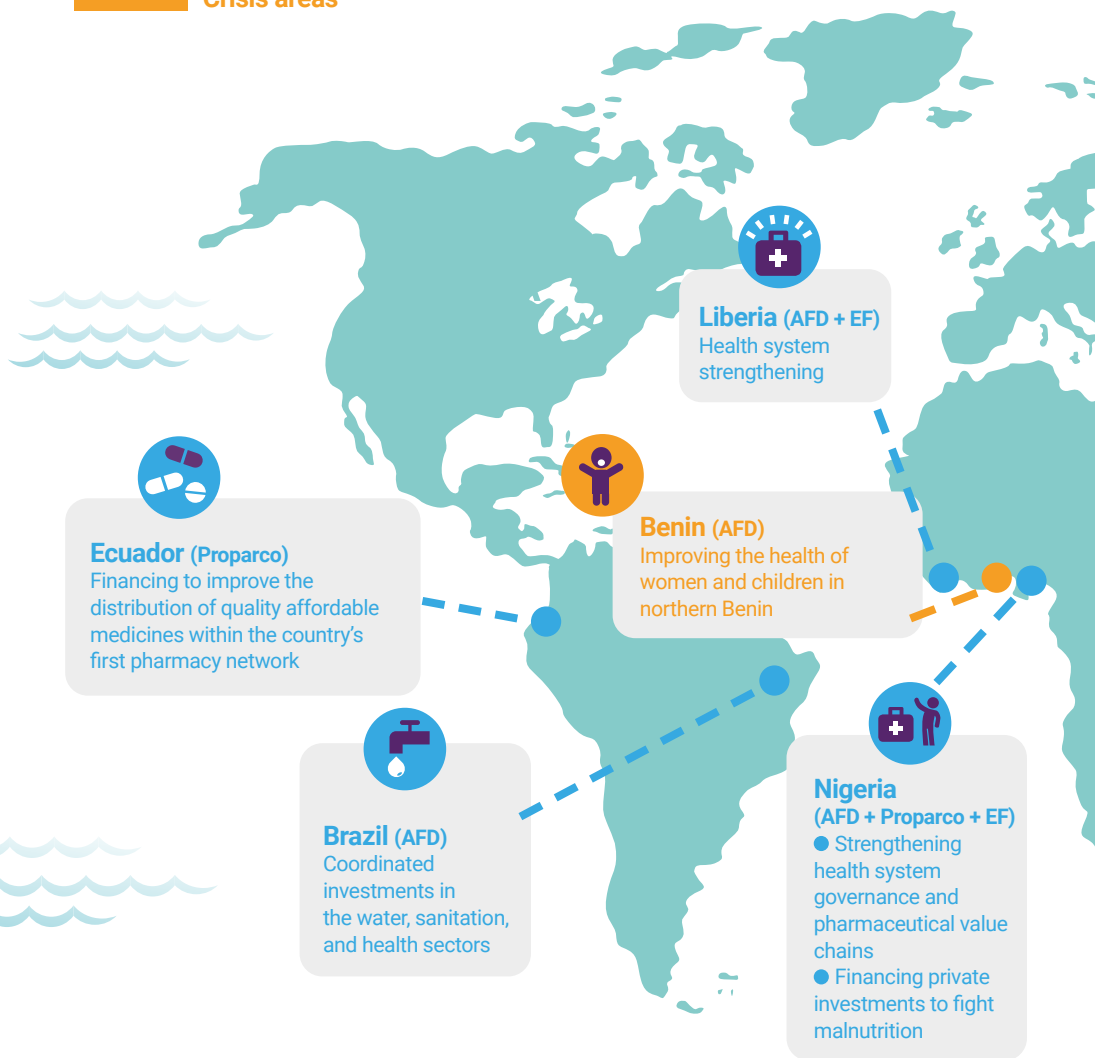 Crisis areas
Liberia (AFD + EF)
Health system
strengthening
Benin (AFD)
Improving the health of
women and children in
northern Benin
Ecuador (Proparco)
Financing to improve the
distribution of quality affordable
medicines within the country's
first pharmacy network
Brazil (AFD)
Coordinated
investments in
the water, sanitation,
and health sectors
Nigeria
(AFD + Proparco + EF)
● Strengthening
health system
governance and
pharmaceutical value
chains
● Financing private
investments to fight
malnutrition